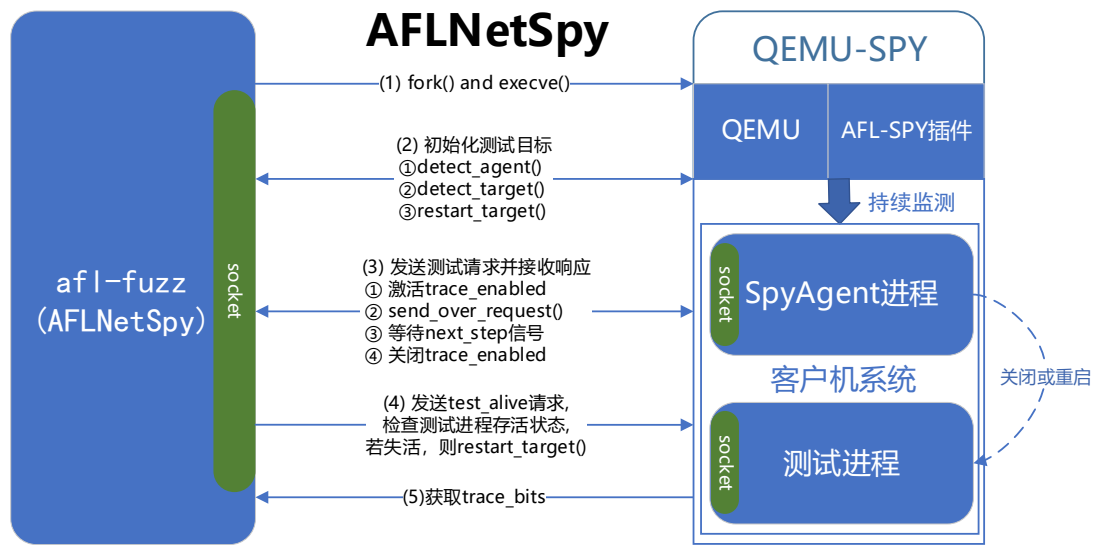 AFLNetSpy
afl-fuzz
(AFLNetSpy)
socket
(1) fork() and execve()
(2) 初始化测试目标
①detect_agent()
②detect_target()
③restart_target()
(3) 发送测试请求并接收响应
① 激活trace_enabled
② send_over_request()
③ 等待next_step信号
④ 关闭trace_enabled
(4) 发送test_alive请求,
检查测试进程存活状态,
若失活，则restart_target()
(5)获取trace_bits
QEMU-SPY
QEMU
AFL-SPY插件
持续监测
socket
SpyAgent进程
客户机系统
关闭或重启
socket
测试进程